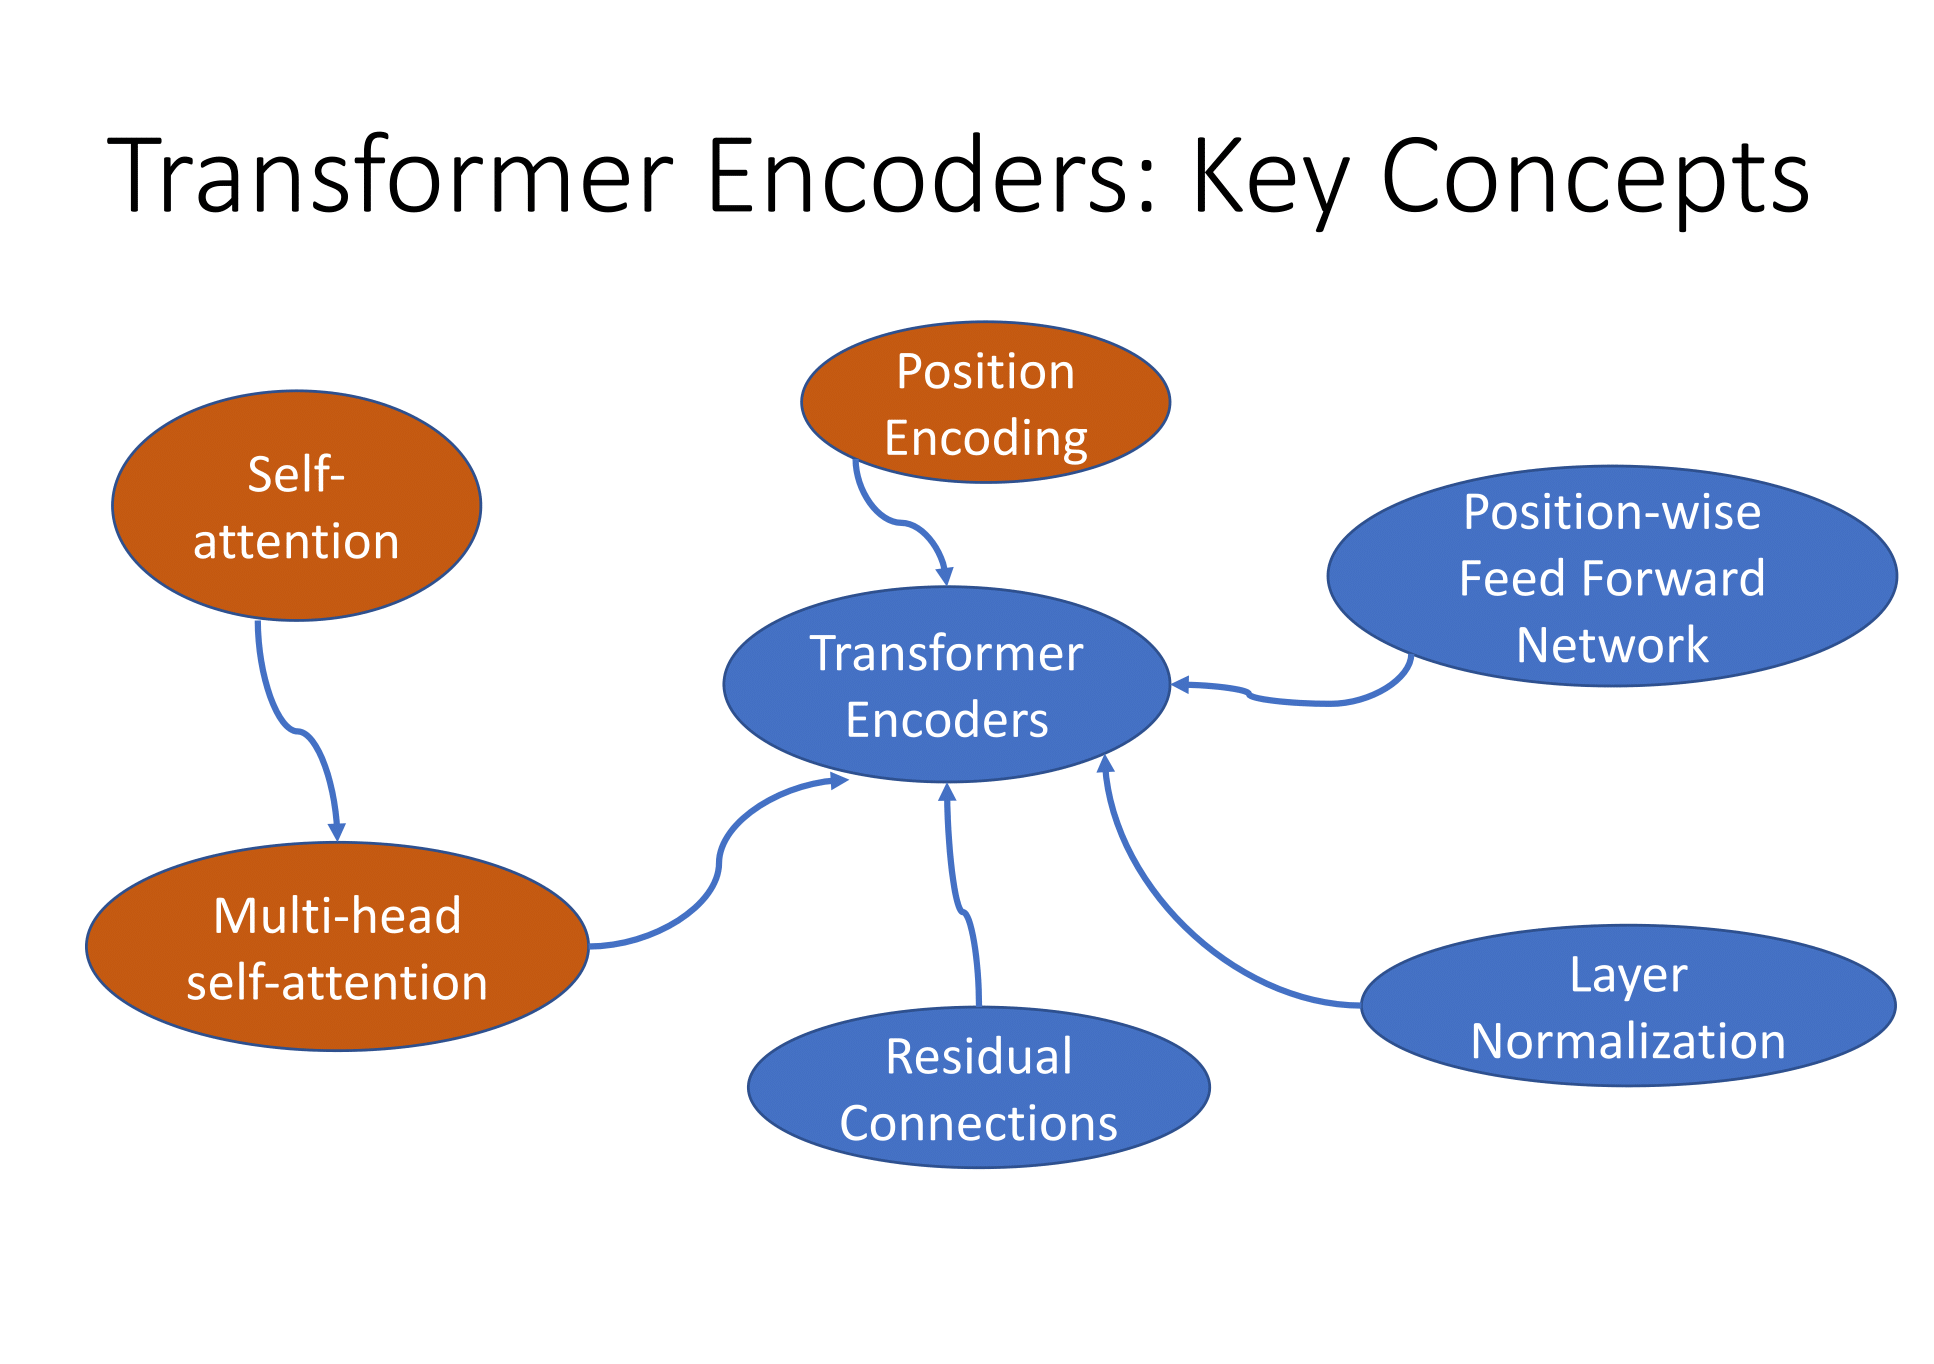 Transformer Encoders: Key Concepts
Position
Encoding
Self-
attention
Position-wise
Feed Forward
Network
Transformer
Encoders
Multi-head
self-attention
Layer
Normalization
Residual
Connections